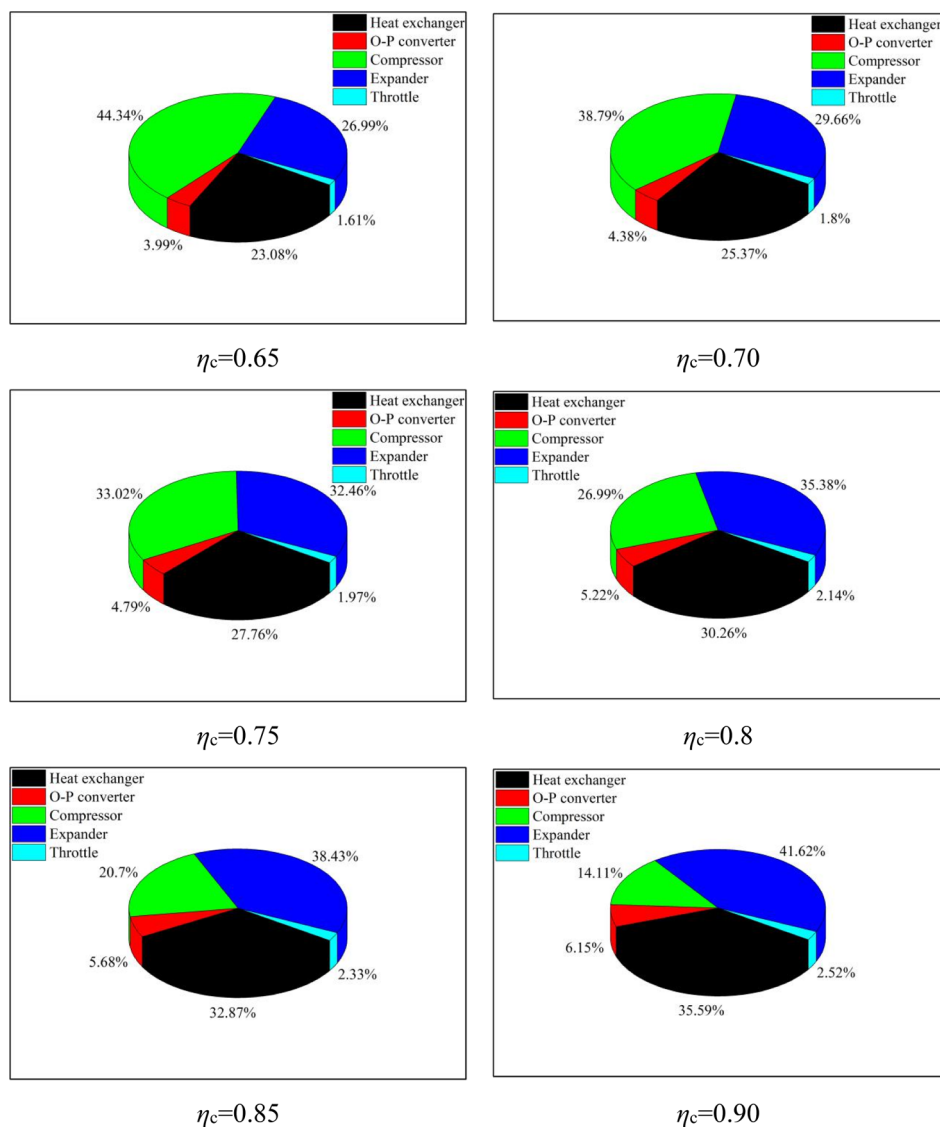 Heat exchanger
O-P converter
Compressor
Expander
Throttle
44.34%
26.99%
1.61%
3.99%
23.08%
ηc=0.65
Heat exchanger
O-P converter
Compressor
Expander
Throttle
38.79%
29.66%
1.8%
4.38%
25.37%
ηc=0.70
Heat exchanger
O-P converter
Compressor
Expander
Throttle
33.02%
32.46%
1.97%
4.79%
27.76%
ηc=0.75
Heat exchanger
O-P converter
Compressor
Expander
Throttle
26.99%
35.38%
2.14%
5.22%
30.26%
ηc=0.8
Heat exchanger
O-P converter
Compressor
Expander
Throttle
20.7%
38.43%
5.68%
2.33%
32.87%
ηc=0.85
Heat exchanger
O-P converter
Compressor
Expander
Throttle
14.11%
41.62%
6.15%
2.52%
35.59%
ηc=0.90